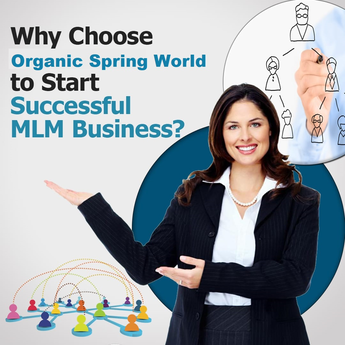 Why Choose
Organic Spring World
to Start
Successful
MLM Business?